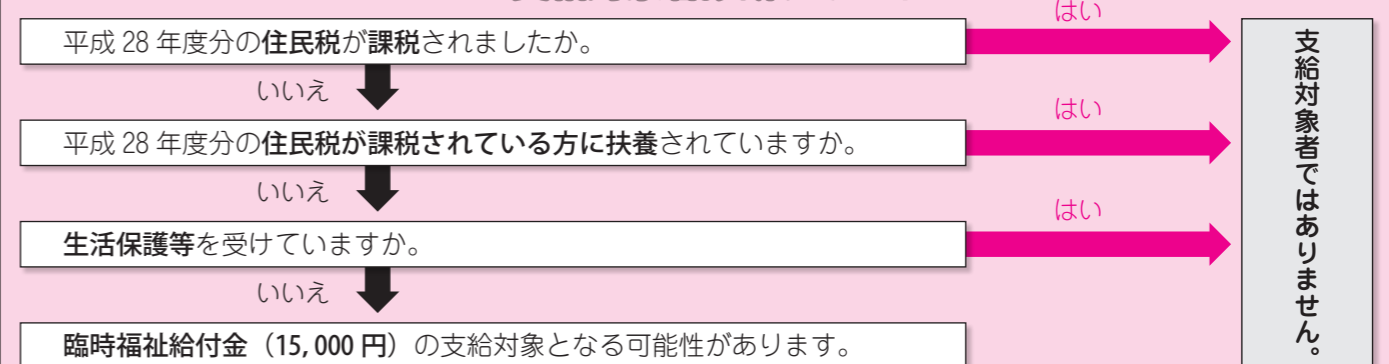 はい
平成 28 年度分の住民税が課税されましたか。
いいえ
はい
平成 28 年度分の住民税が課税されている方に扶養されていますか。
いいえ
はい
生活保護等を受けていますか。
いいえ
臨時福祉給付金（15,000 円）の支給対象となる可能性があります。
支給対象者ではありません。